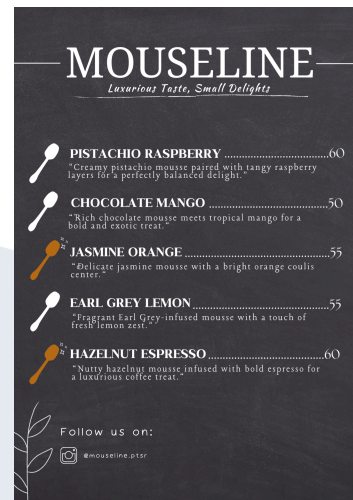 MOUSELINE
Luxurious Taste, Small Delights
PISTACHIO RASPBERRY ..............................60
"Creamy pistachio mousse paired with tangy raspberry
layers for a perfectly balanced delight."
CHOCOLATE MANGO ..................................50
"Rich chocolate mousse meets tropical mango for a
bold and exotic treat."
JASMINE ORANGE ..........................................55
"Delicate jasmine mousse with a bright orange coulis
center."
EARL GREY LEMON .......................................55
"Fragrant Earl Grey-infused mousse with a touch of
fresh lemon zest."
HAZELNUT ESPRESSO .................................60
"Nutty hazelnut mousse infused with bold espresso for
a luxurious coffee treat."
Follow us on:
@mouseline.ptsr